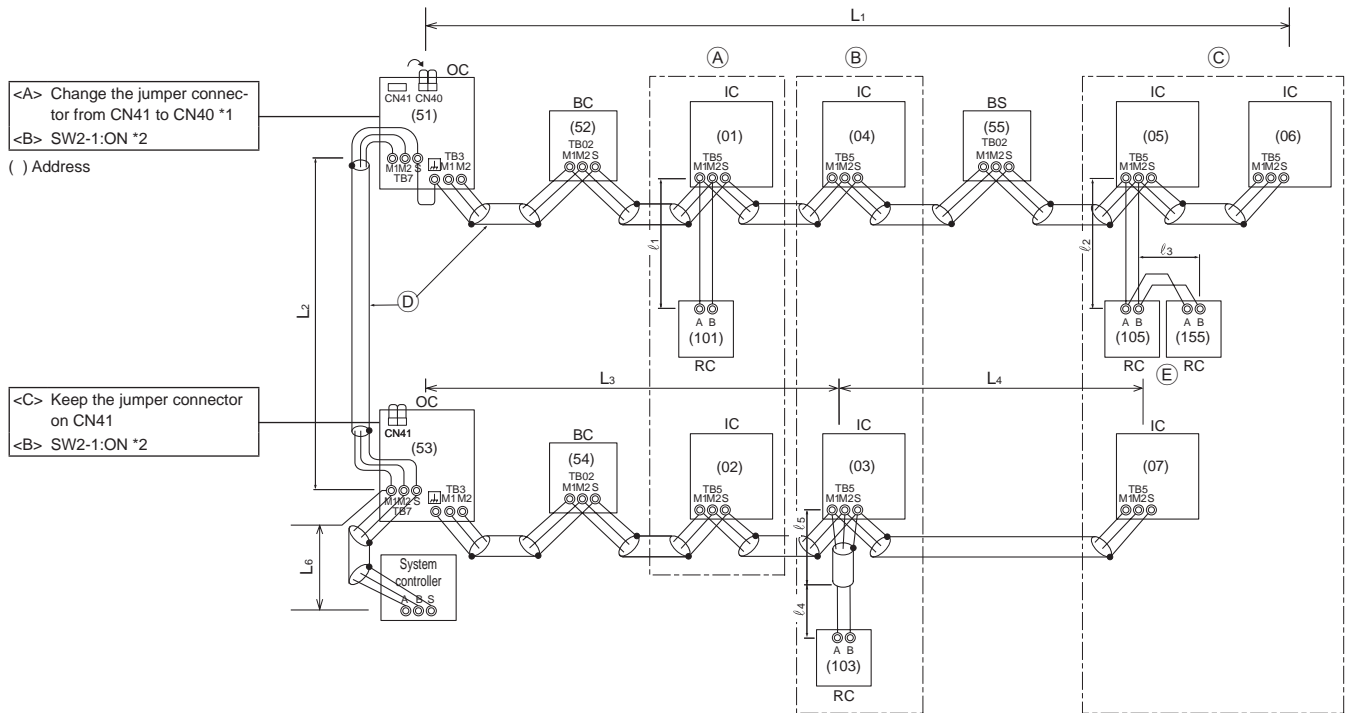 L1
A
B
C
<A> Change the jumper connec-
tor from CN41 to CN40 *1
<B> SW2-1:ON *2
( ) Address
OC
CN41 CN40
(51)
M1M2 S
TB7
TB3
M1 M2
BC
(52)
TB02
M1M2 S
IC
(01)
TB5
M1M2S
IC
(04)
TB5
M1M2S
BS
(55)
TB02
M1M2 S
IC
(05)
TB5
M1M2S
IC
(06)
TB5
M1M2S
L2
D
ℓ1
A B
(101)
RC
ℓ2
ℓ3
A B
(105)
RC
A B
(155)
RC
E
L3
L4
<C> Keep the jumper connector
on CN41
<B> SW2-1:ON *2
OC
CN41
(53)
M1M2 S
TB7
TB3
M1 M2
BC
(54)
TB02
M1M2 S
IC
(02)
TB5
M1M2S
IC
(03)
TB5
M1M2S
IC
(07)
TB5
M1M2S
L6
System
controller
A B S
ℓ5
ℓ4
A B
(103)
RC